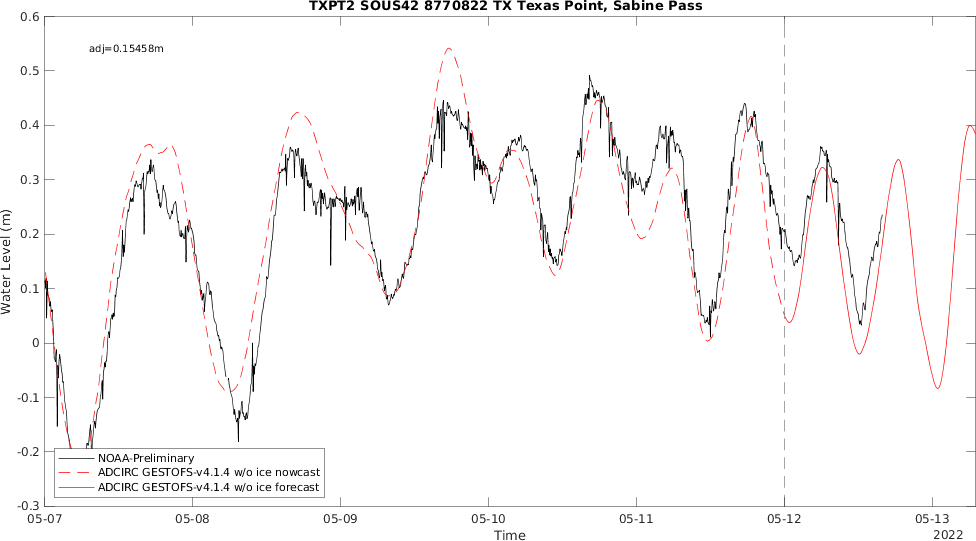 TXPT2 SOUS42 8770822 TX Texas Point, Sabine Pass
0.6
adj=0.15458m
0.5
0.4
0.3
0.2
0.1
0
-0.1
-0.2
-0.3
Water Level (m)
NOAA-Preliminary
ADCIRC GESTOFS-v4.1.4 w/o ice nowcast
ADCIRC GESTOFS-v4.1.4 w/o ice forecast
05-07 05-08 05-09 05-10 05-11 05-12 05-13
Time
2022